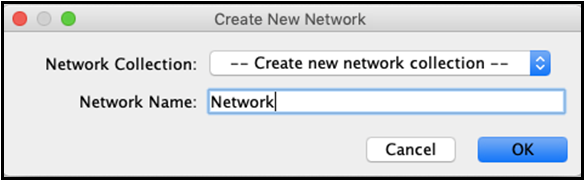 Create New Network
Network Collection: -- Create new network collection --
Network Name: Network
Cancel OK